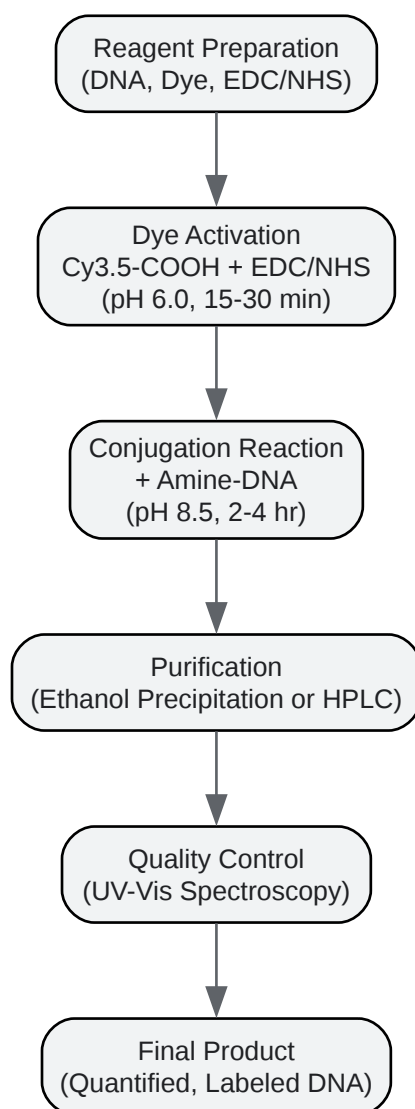 Reagent Preparation
(DNA, Dye, EDC/NHS)
Dye Activation
Cy3.5-COOH + EDC/NHS
(pH 6.0, 15-30 min)
Conjugation Reaction
+ Amine-DNA
(pH 8.5, 2-4 hr)
Purification
(Ethanol Precipitation or HPLC)
Quality Control
(UV-Vis Spectroscopy)
Final Product
(Quantified, Labeled DNA)